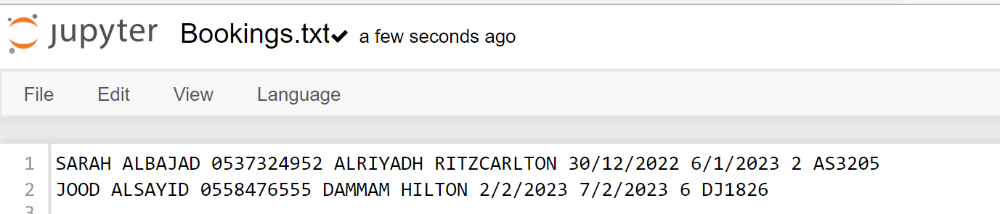 jupyter Bookings.txt✔ a few seconds ago
File Edit View Language
1 SARAH ALBAJAD 0537324952 ALRIYADH RITZCARLTON 30/12/2022 6/1/2023 2 AS3205
2 JOOD ALSAYID 0558476555 DAMMAM HILTON 2/2/2023 7/2/2023 6 DJ1826
3